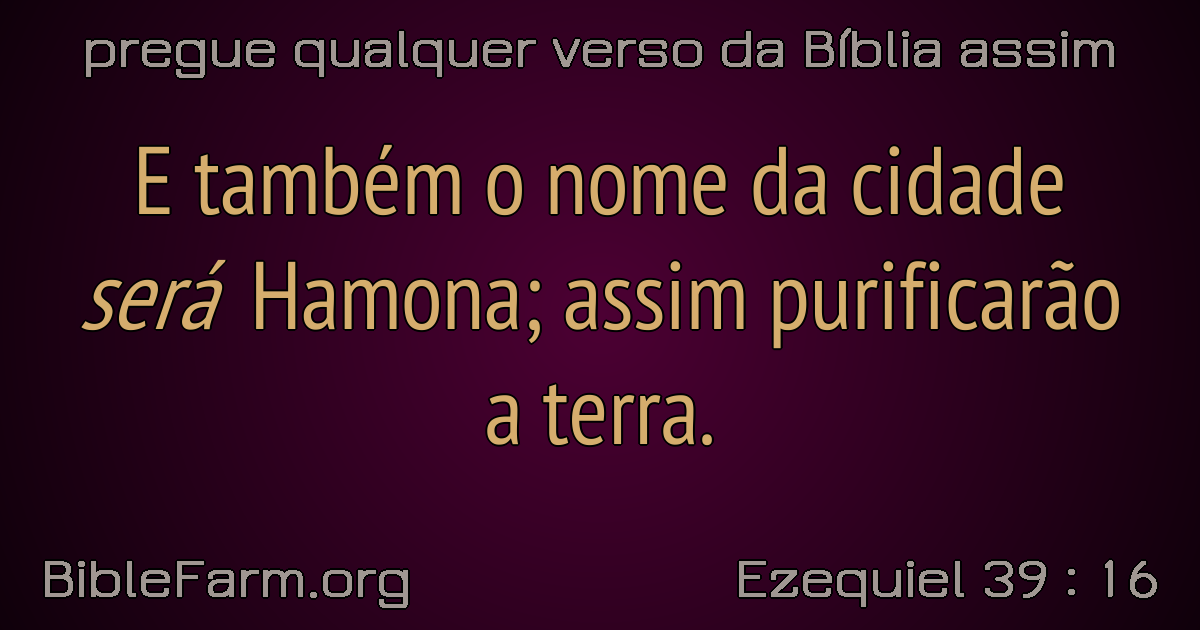 pregue qualquer verso da Bíblia assim
E também o nome da cidade
será Hamona; assim purificarão
a terra.
BibleFarm.org
Ezequiel 39 : 16